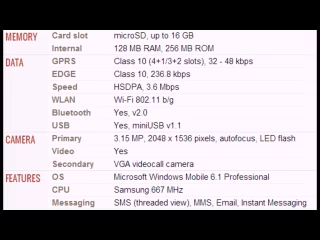 MEMORY Card slot microSD, up to 16 GB
Internal 128 MB RAM, 256 MB ROM
DATA GPRS Class 10 (4+1/3+2 slots), 32 - 48 kbps
EDGE Class 10, 236.8 kbps
Speed HSDPA, 3.6 Mbps
WLAN Wi-Fi 802.11 b/g
Bluetooth Yes, v2.0
USB Yes, miniUSB v1.1
CAMERA Primary 3.15 MP, 2048 x 1536 pixels, autofocus, LED flash
Video Yes
Secondary VGA videocall camera
FEATURES OS Microsoft Windows Mobile 6.1 Professional
CPU Samsung 667 MHz
Messaging SMS (threaded view), MMS, Email, Instant Messaging